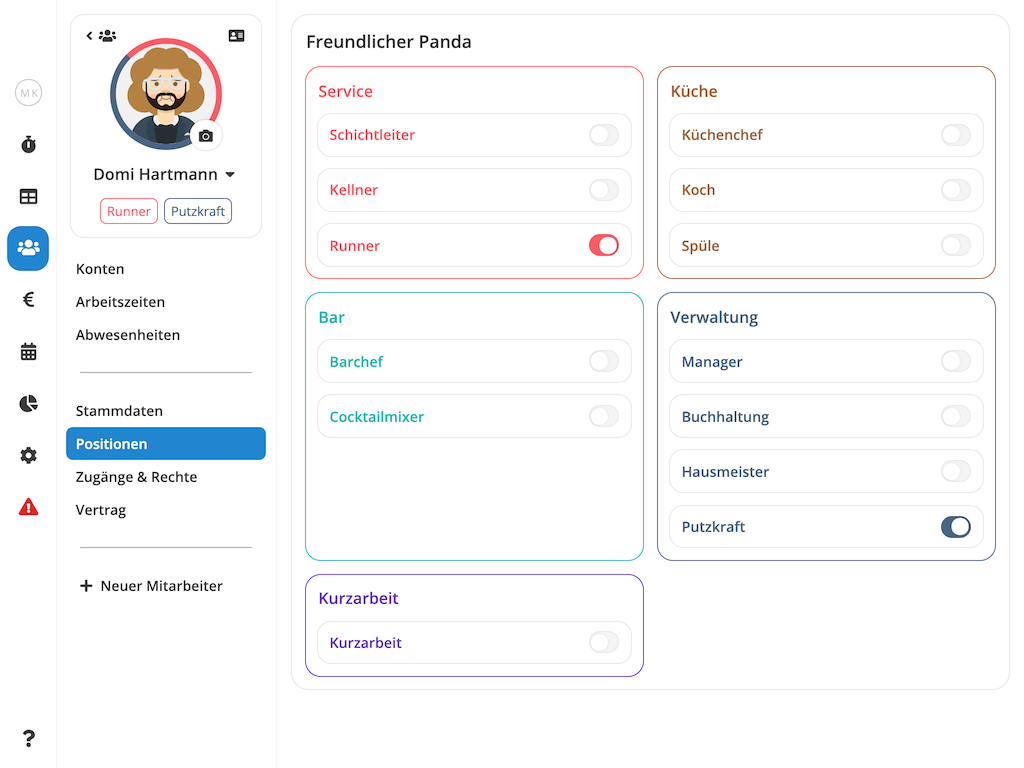 MK
Domi Hartmann
Runner
Putzkraft
Konten
Arbeitszeiten
Abwesenheiten
Stammdaten
Positionen
Zugänge & Rechte
Vertrag
+ Neuer Mitarbeiter
?
Freundlicher Panda
Service
Schichtleiter
Kellner
Runner
Küche
Küchenchef
Koch
Spüle
Bar
Barchef
Cocktailmixer
Verwaltung
Manager
Buchhaltung
Hausmeister
Putzkraft
Kurzarbeit
Kurzarbeit